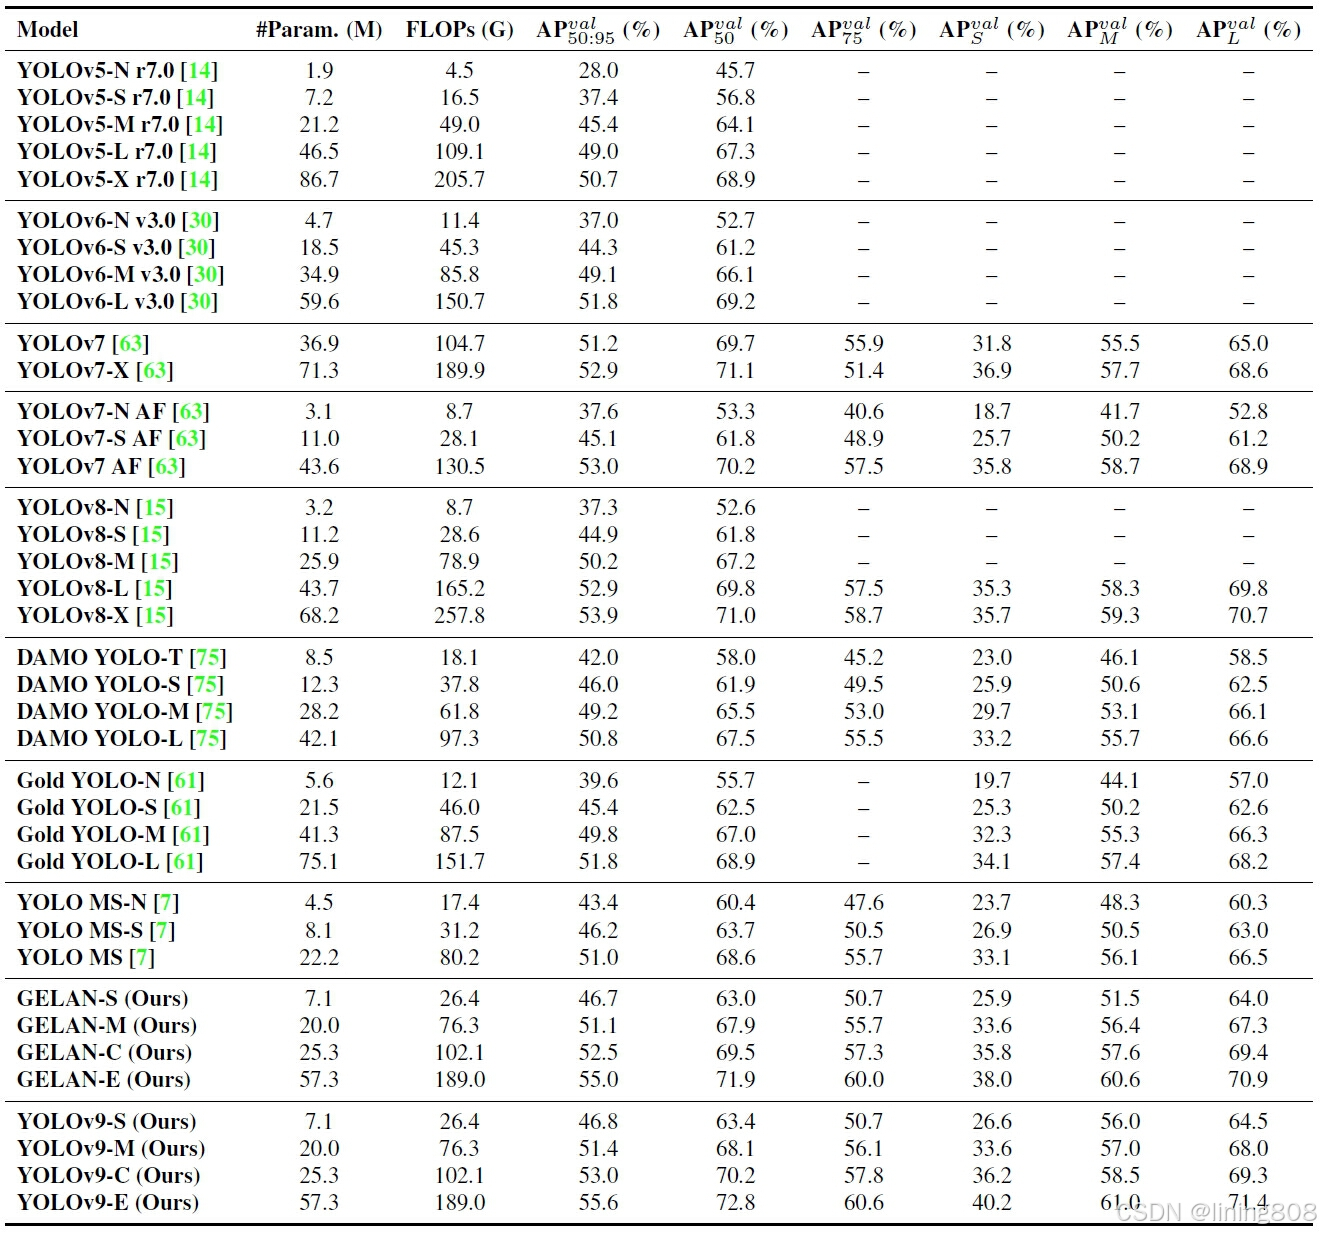 Model #Param. (M) FLOPs (G) AP^{val}_{50:95} (%) AP^{val}_{50} (%) AP^{val}_{75} (%) AP^{val}_{S} (%) AP^{val}_{M} (%) AP^{val}_{L} (%)
YOLOv5-N r7.0 [14] 1.9 4.5 28.0 45.7 – – – –
YOLOv5-S r7.0 [14] 7.2 16.5 37.4 56.8 – – – –
YOLOv5-M r7.0 [14] 21.2 49.0 45.4 64.1 – – – –
YOLOv5-L r7.0 [14] 46.5 109.1 49.0 67.3 – – – –
YOLOv5-X r7.0 [14] 86.7 205.7 50.7 68.9 – – – –
YOLOv6-N v3.0 [30] 4.7 11.4 37.0 52.7 – – – –
YOLOv6-S v3.0 [30] 18.5 45.3 44.3 61.2 – – – –
YOLOv6-M v3.0 [30] 34.9 85.8 49.1 66.1 – – – –
YOLOv6-L v3.0 [30] 59.6 150.7 51.8 69.2 – – – –
YOLOv7 [63] 36.9 104.7 51.2 69.7 55.9 31.8 55.5 65.0
YOLOv7-X [63] 71.3 189.9 52.9 71.1 51.4 36.9 57.7 68.6
YOLOv7-N AF [63] 3.1 8.7 37.6 53.3 40.6 18.7 41.7 52.8
YOLOv7-S AF [63] 11.0 28.1 45.1 61.8 48.9 25.7 50.2 61.2
YOLOv7 AF [63] 43.6 130.5 53.0 70.2 57.5 35.8 58.7 68.9
YOLOv8-N [15] 3.2 8.7 37.3 52.6 – – – –
YOLOv8-S [15] 11.2 28.6 44.9 61.8 – – – –
YOLOv8-M [15] 25.9 78.9 50.2 67.2 – – – –
YOLOv8-L [15] 43.7 165.2 52.9 69.8 57.5 35.3 58.3 69.8
YOLOv8-X [15] 68.2 257.8 53.9 71.0 58.7 35.7 59.3 70.7
DAMO YOLO-T [75] 8.5 18.1 42.0 58.0 45.2 23.0 46.1 58.5
DAMO YOLO-S [75] 12.3 37.8 46.0 61.9 49.5 25.9 50.6 62.5
DAMO YOLO-M [75] 28.2 61.8 49.2 65.5 53.0 29.7 53.1 66.1
DAMO YOLO-L [75] 42.1 97.3 50.8 67.5 55.5 33.2 55.7 66.6
Gold YOLO-N [61] 5.6 12.1 39.6 55.7 – 19.7 44.1 57.0
Gold YOLO-S [61] 21.5 46.0 45.4 62.5 – 25.3 50.2 62.6
Gold YOLO-M [61] 41.3 87.5 49.8 67.0 – 32.3 55.3 66.3
Gold YOLO-L [61] 75.1 151.7 51.8 68.9 – 34.1 57.4 68.2
YOLO MS-N [7] 4.5 17.4 43.4 60.4 47.6 23.7 48.3 60.3
YOLO MS-S [7] 8.1 31.2 46.2 63.7 50.5 26.9 50.5 63.0
YOLO MS [7] 22.2 80.2 51.0 68.6 55.7 33.1 56.1 66.5
GELAN-S (Ours) 7.1 26.4 46.7 63.0 50.7 25.9 51.5 64.0
GELAN-M (Ours) 20.0 76.3 51.1 67.9 55.7 33.6 56.4 67.3
GELAN-C (Ours) 25.3 102.1 52.5 69.5 57.3 35.8 57.6 69.4
GELAN-E (Ours) 57.3 189.0 55.0 71.9 60.0 38.0 60.6 70.9
YOLOv9-S (Ours) 7.1 26.4 46.8 63.4 50.7 26.6 56.0 64.5
YOLOv9-M (Ours) 20.0 76.3 51.4 68.1 56.1 33.6 57.0 68.0
YOLOv9-C (Ours) 25.3 102.1 53.0 70.2 57.8 36.2 58.5 69.3
YOLOv9-E (Ours) 57.3 189.0 55.6 72.8 60.6 40.2 61.0 71.4
CSDN @lining808